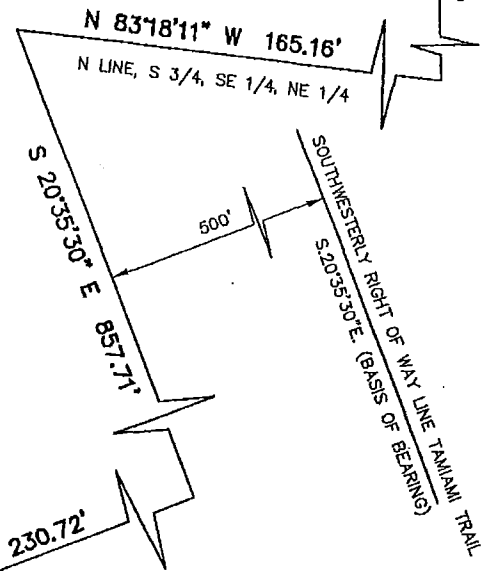 N 83°18'11" W 165.16'
N LINE, S 3/4, SE 1/4, NE 1/4
S 20°35'30" E 857.71'
500'
SOUTHWESTERLY RIGHT OF WAY LINE TAMIAMI TRAIL
S.20°35'30"E. (BASIS OF BEARING)
230.72'